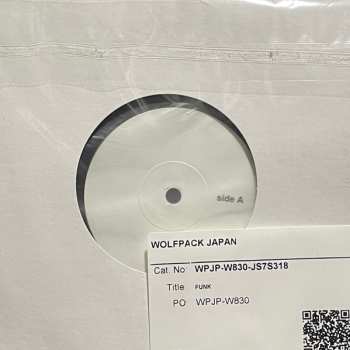 side A
WOLFPACK JAPAN
Cat. No: WPJP-W830-JS7S318
Title: FUNK
PO: WPJP-W830